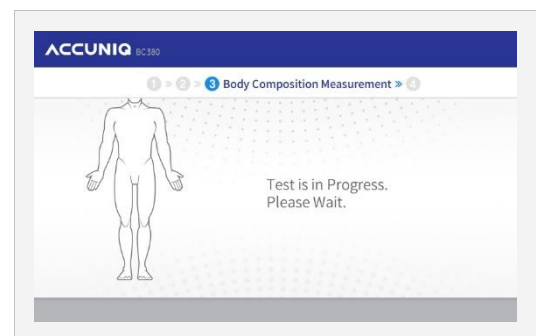 ACCUNIQ BC380
1 » 2 » 3 Body Composition Measurement » 4
Test is in Progress.
Please Wait.